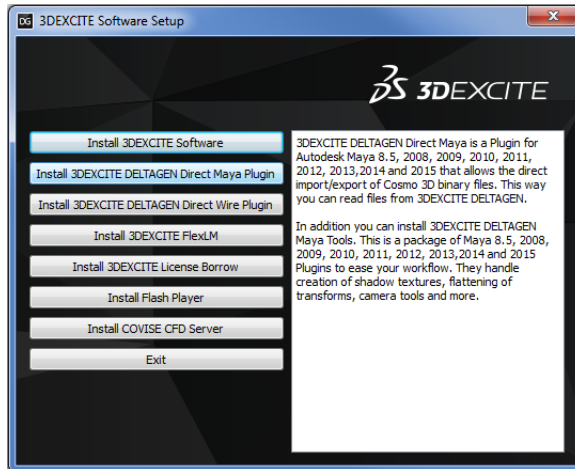 DG 3DEXCITE Software Setup
x
3DS 3DEXCITE
Install 3DEXCITE Software
Install 3DEXCITE DELTAGEN Direct Maya Plugin
Install 3DEXCITE DELTAGEN Direct Wire Plugin
Install 3DEXCITE FlexLM
Install 3DEXCITE License Borrow
Install Flash Player
Install COVISE CFD Server
Exit
3DEXCITE DELTAGEN Direct Maya is a Plugin for
Autodesk Maya 8.5, 2008, 2009, 2010, 2011,
2012, 2013,2014 and 2015 that allows the direct
import/export of Cosmo 3D binary files. This way
you can read files from 3DEXCITE DELTAGEN.
In addition you can install 3DEXCITE DELTAGEN
Maya Tools. This is a package of Maya 8.5, 2008,
2009, 2010, 2011, 2012, 2013,2014 and 2015
Plugins to ease your workflow. They handle
creation of shadow textures, flattening of
transforms, camera tools and more.